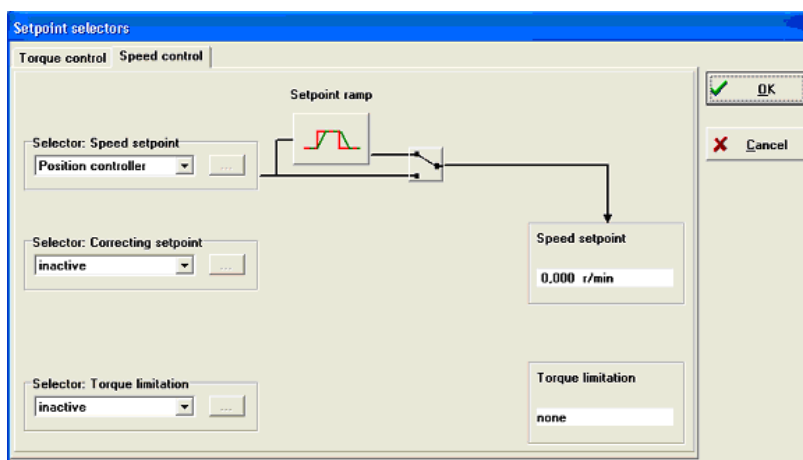 Setpoint selectors
Torque control
Speed control
OK
Cancel
Setpoint ramp
Selector: Speed setpoint
Position controller
...
Selector: Correcting setpoint
inactive
...
Speed setpoint
0,000 r/min
Selector: Torque limitation
inactive
...
Torque limitation
none